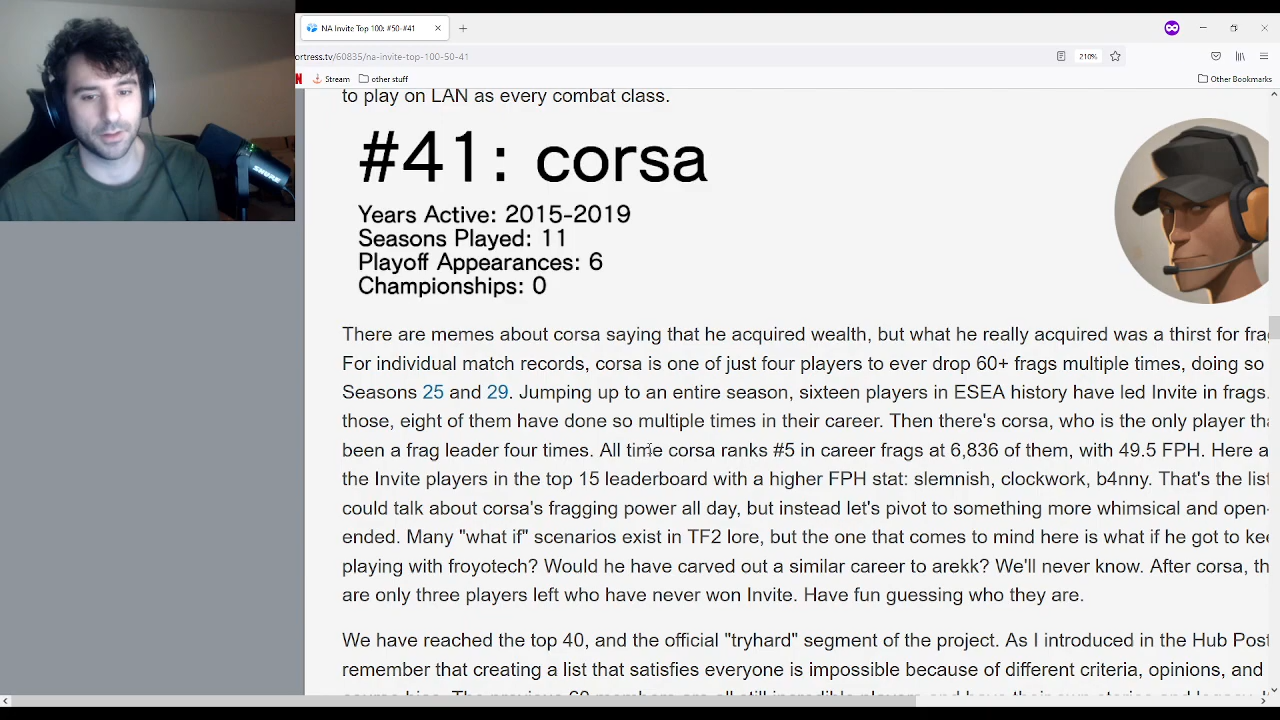 NA Invite Top 100: #50-#41
ortress.tv/60835/na-invite-top-100-50-41
210%
Stream
other stuff
Other Bookmarks
to play on LAN as every combat class.
#41: corsa
Years Active: 2015-2019
Seasons Played: 11
Playoff Appearances: 6
Championships: 0
There are memes about corsa saying that he acquired wealth, but what he really acquired was a thirst for frag
For individual match records, corsa is one of just four players to ever drop 60+ frags multiple times, doing so
Seasons 25 and 29. Jumping up to an entire season, sixteen players in ESEA history have led Invite in frags.
those, eight of them have done so multiple times in their career. Then there's corsa, who is the only player tha
been a frag leader four times. All time corsa ranks #5 in career frags at 6,836 of them, with 49.5 FPH. Here a
the Invite players in the top 15 leaderboard with a higher FPH stat: slemnish, clockwork, b4nny. That's the list
could talk about corsa's fragging power all day, but instead let's pivot to something more whimsical and open-
ended. Many "what if" scenarios exist in TF2 lore, but the one that comes to mind here is what if he got to kee
playing with froyotech? Would he have carved out a similar career to arekk? We'll never know. After corsa, th
are only three players left who have never won Invite. Have fun guessing who they are.
We have reached the top 40, and the official "tryhard" segment of the project. As I introduced in the Hub Post
remember that creating a list that satisfies everyone is impossible because of different criteria, opinions, and
SHURE